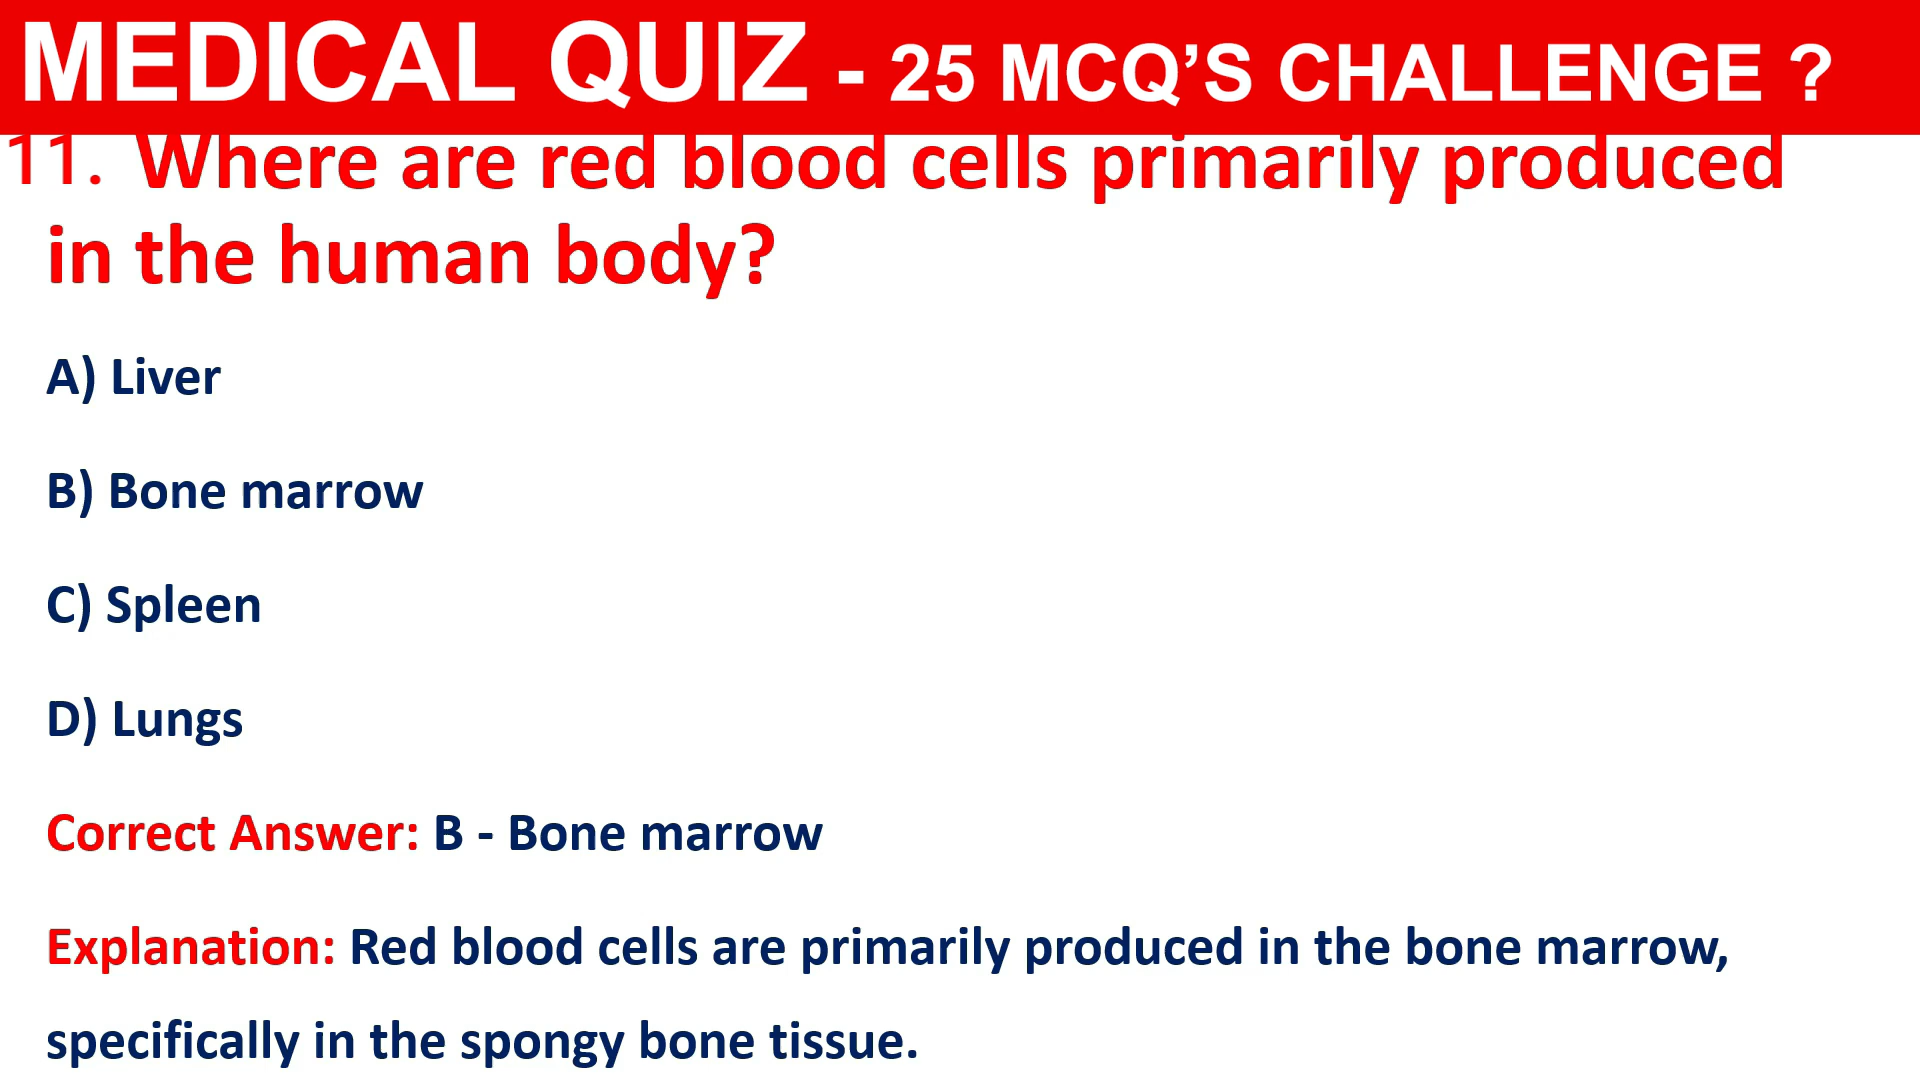 MEDICAL QUIZ - 25 MCQ’S CHALLENGE ?
11. Where are red blood cells primarily produced
in the human body?
A) Liver
B) Bone marrow
C) Spleen
D) Lungs
Correct Answer: B - Bone marrow
Explanation: Red blood cells are primarily produced in the bone marrow,
specifically in the spongy bone tissue.